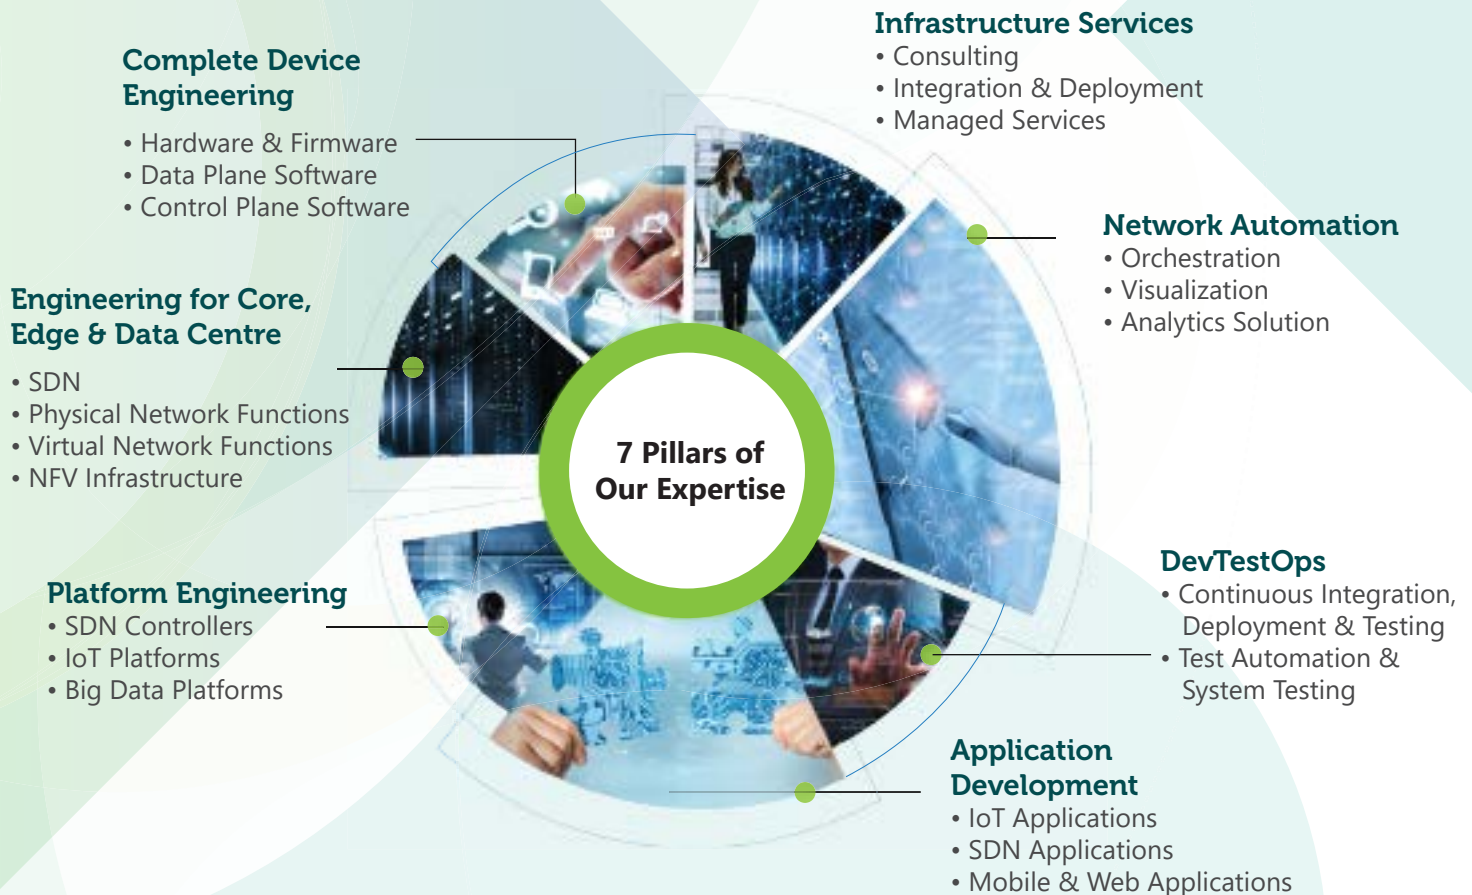 Complete Device
Engineering
• Hardware & Firmware
• Data Plane Software
• Control Plane Software
Infrastructure Services
• Consulting
• Integration & Deployment
• Managed Services
Network Automation
• Orchestration
• Visualization
• Analytics Solution
Engineering for Core,
Edge & Data Centre
• SDN
• Physical Network Functions
• Virtual Network Functions
• NFV Infrastructure
7 Pillars of
Our Expertise
Platform Engineering
• SDN Controllers
• IoT Platforms
• Big Data Platforms
DevTestOps
• Continuous Integration,
Deployment & Testing
• Test Automation &
System Testing
Application
Development
• IoT Applications
• SDN Applications
• Mobile & Web Applications